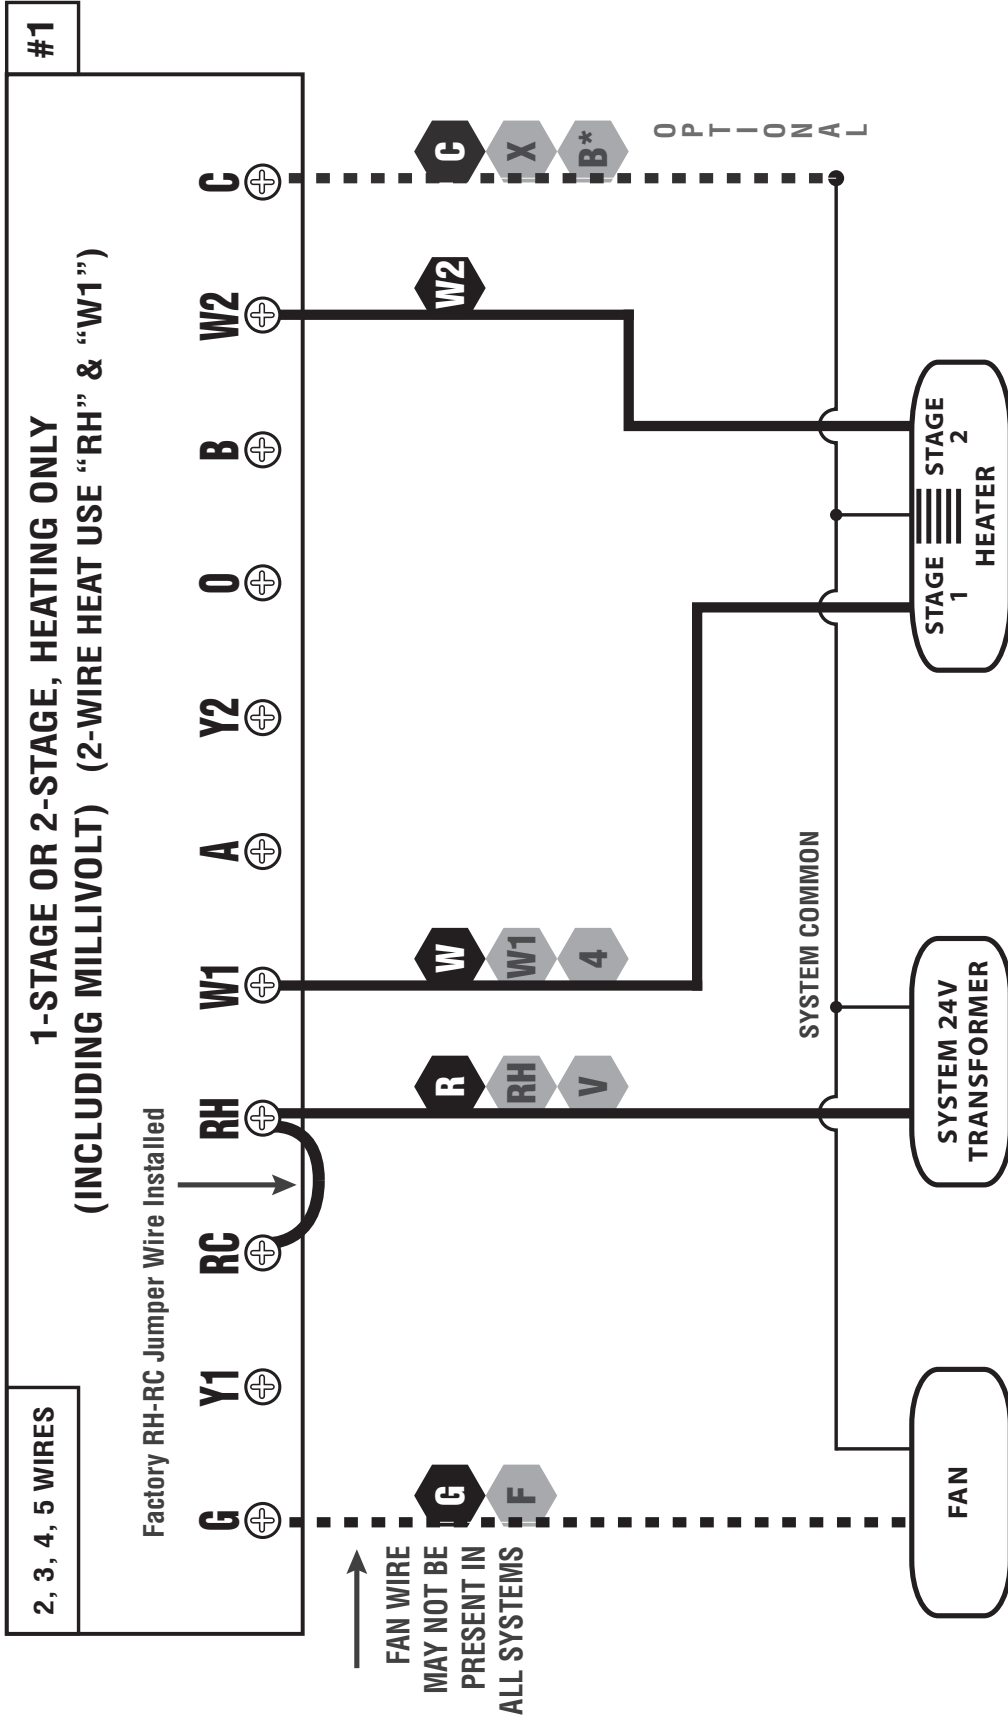 2, 3, 4, 5 WIRES
#1
1-STAGE OR 2-STAGE, HEATING ONLY
(INCLUDING MILLIVOLT) (2-WIRE HEAT USE “RH” & “W1”)
Factory RH-RC Jumper Wire Installed
G Y1 RC RH W1 A Y2 O B W2 C
FAN WIRE
MAY NOT BE
PRESENT IN
ALL SYSTEMS
G
F
R
RH
V
W
W1
4
W2
C
X
B*
OPTIONAL
SYSTEM COMMON
FAN
SYSTEM 24V
TRANSFORMER
STAGE
1
STAGE
2
HEATER